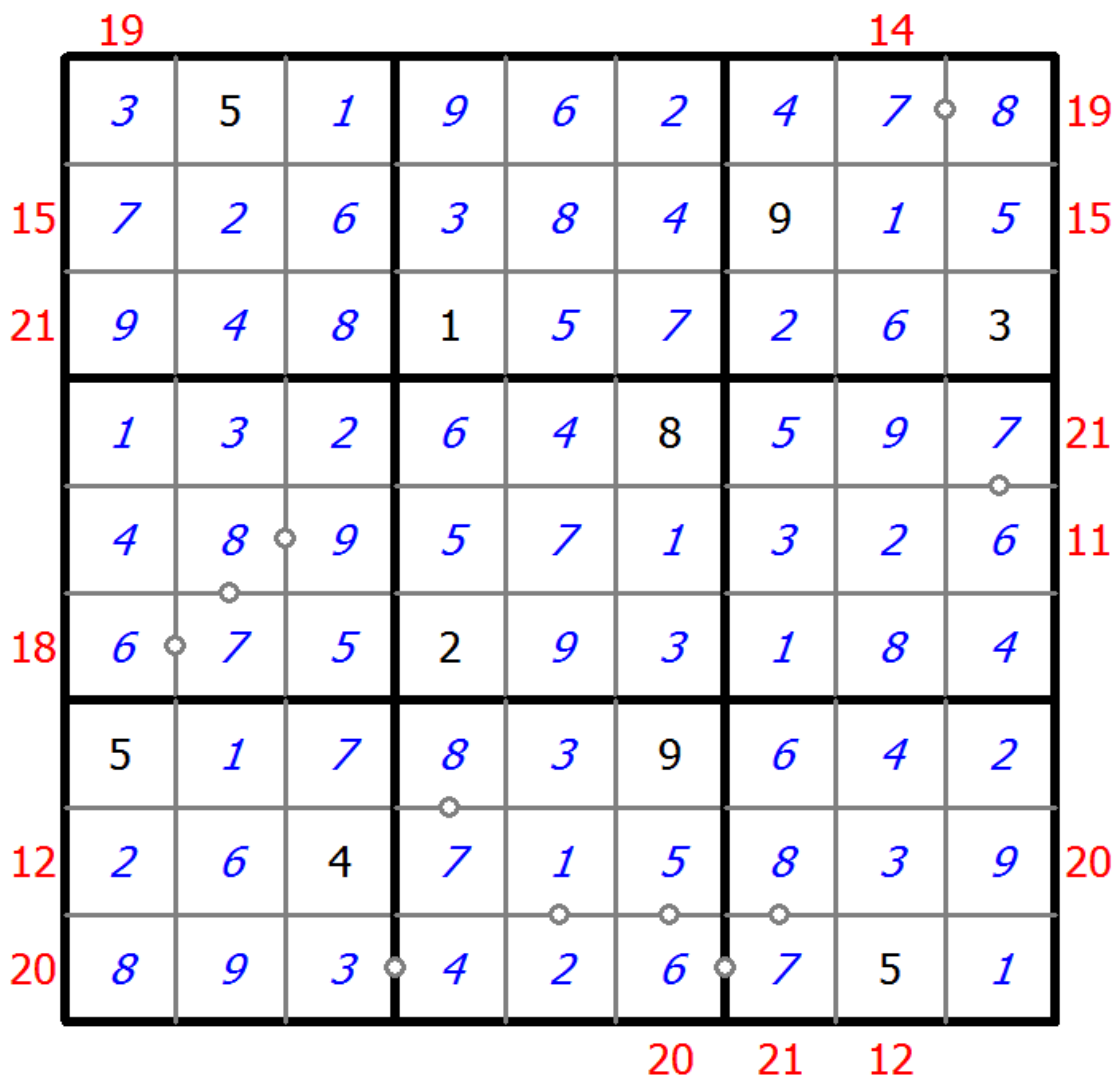 19 14
3 5 1 9 6 2 4 7 8 19
15 7 2 6 3 8 4 9 1 5 15
21 9 4 8 1 5 7 2 6 3
1 3 2 6 4 8 5 9 7 21
4 8 9 5 7 1 3 2 6 11
18 6 7 5 2 9 3 1 8 4
5 1 7 8 3 9 6 4 2
12 2 6 4 7 1 5 8 3 9 20
20 8 9 3 4 2 6 7 5 1
20 21 12